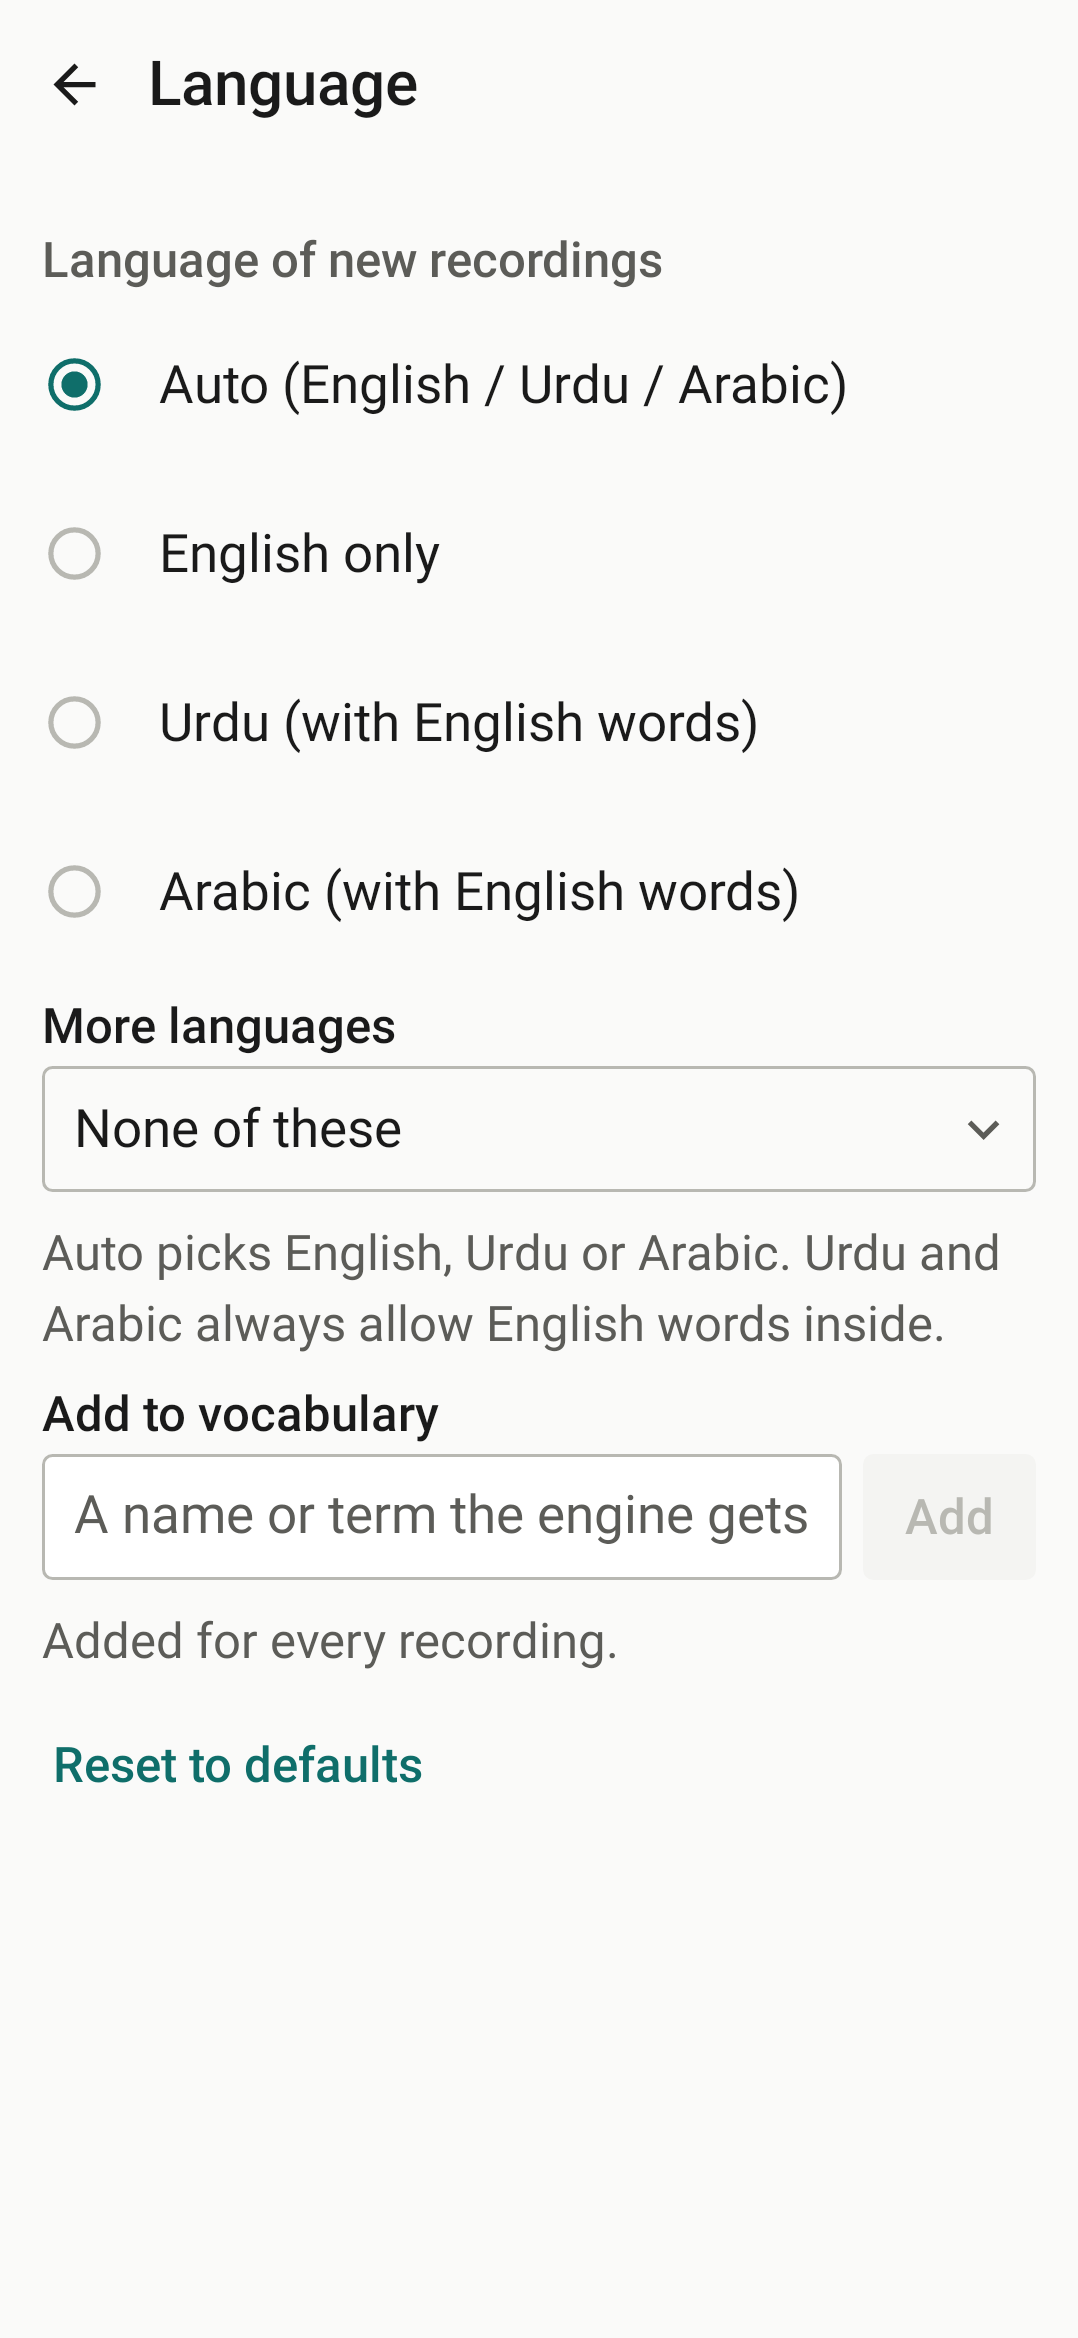 Language
Language of new recordings
Auto (English / Urdu / Arabic)
English only
Urdu (with English words)
Arabic (with English words)
More languages
None of these
Auto picks English, Urdu or Arabic. Urdu and
Arabic always allow English words inside.
Add to vocabulary
A name or term the engine gets
Add
Added for every recording.
Reset to defaults